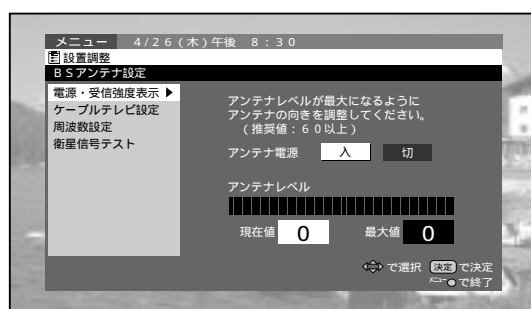 メニュー 4/26(木)午後 8:30
設置調整
BSアンテナ設定
電源・受信強度表示 ▶
ケーブルテレビ設定
周波数設定
衛星信号テスト
アンテナレベルが最大になるように
アンテナの向きを調整してください。
(推奨値:60以上)
アンテナ電源 入 切
アンテナレベル
現在値 0 最大値 0
で選択 決定 で決定
メニュー で終了